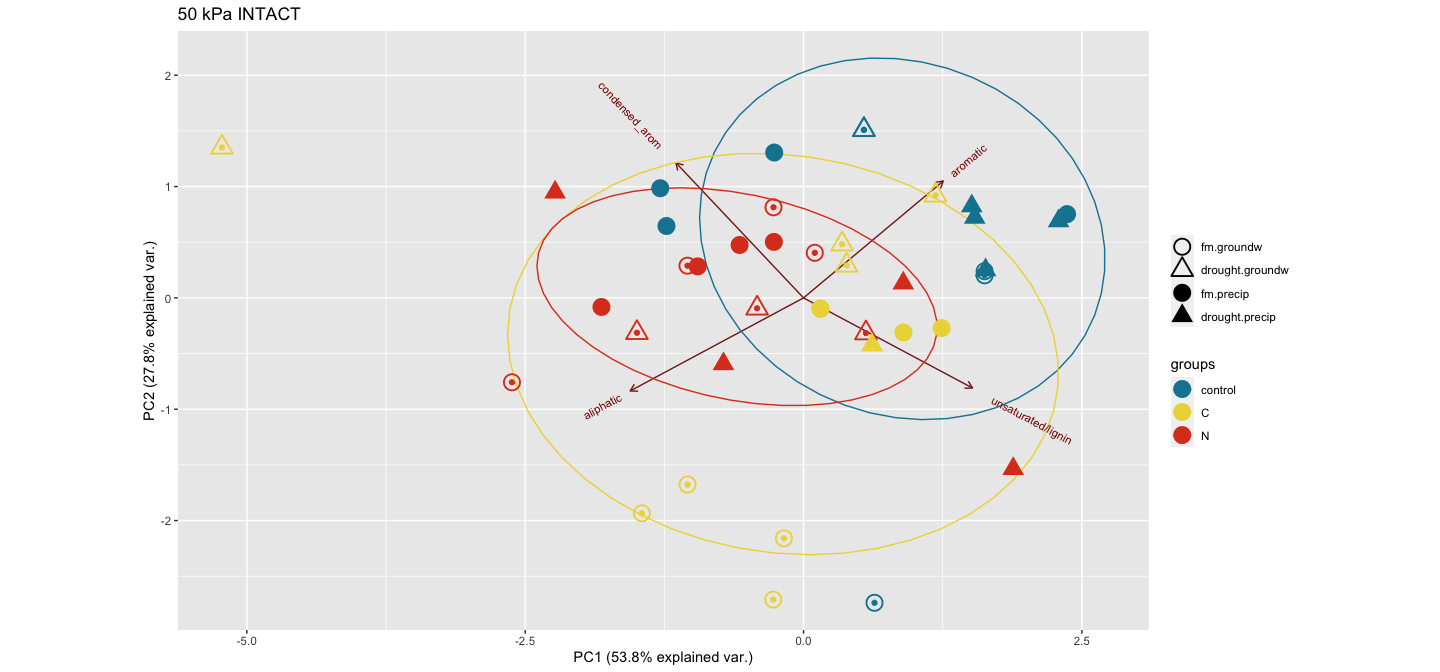 50 kPa INTACT
PC2 (27.8% explained var.)
2
1
0
-1
-2
condensed_arom
aromatic
aliphatic
unsaturated/lignin
-5.0
-2.5
0.0
2.5
PC1 (53.8% explained var.)
fm.groundw
drought.groundw
fm.precip
drought.precip
groups
control
C
N